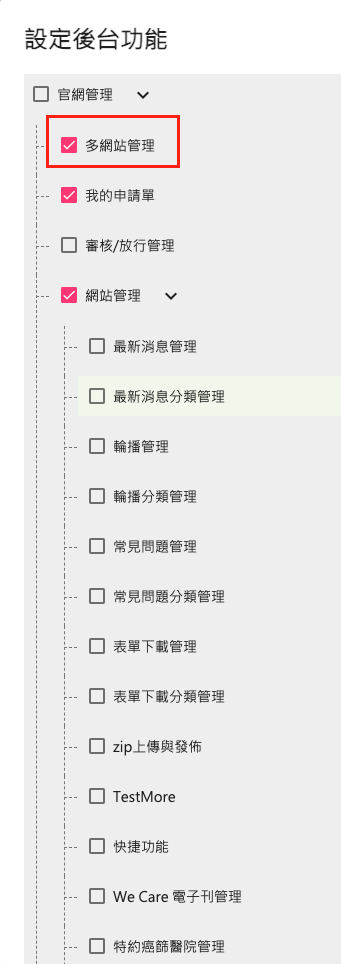 設定後台功能
官網管理
多網站管理
我的申請單
審核/放行管理
網站管理
最新消息管理
最新消息分類管理
輪播管理
輪播分類管理
常見問題管理
常見問題分類管理
表單下載管理
表單下載分類管理
zip上傳與發佈
TestMore
快捷功能
We Care 電子刊管理
特約癌篩醫院管理